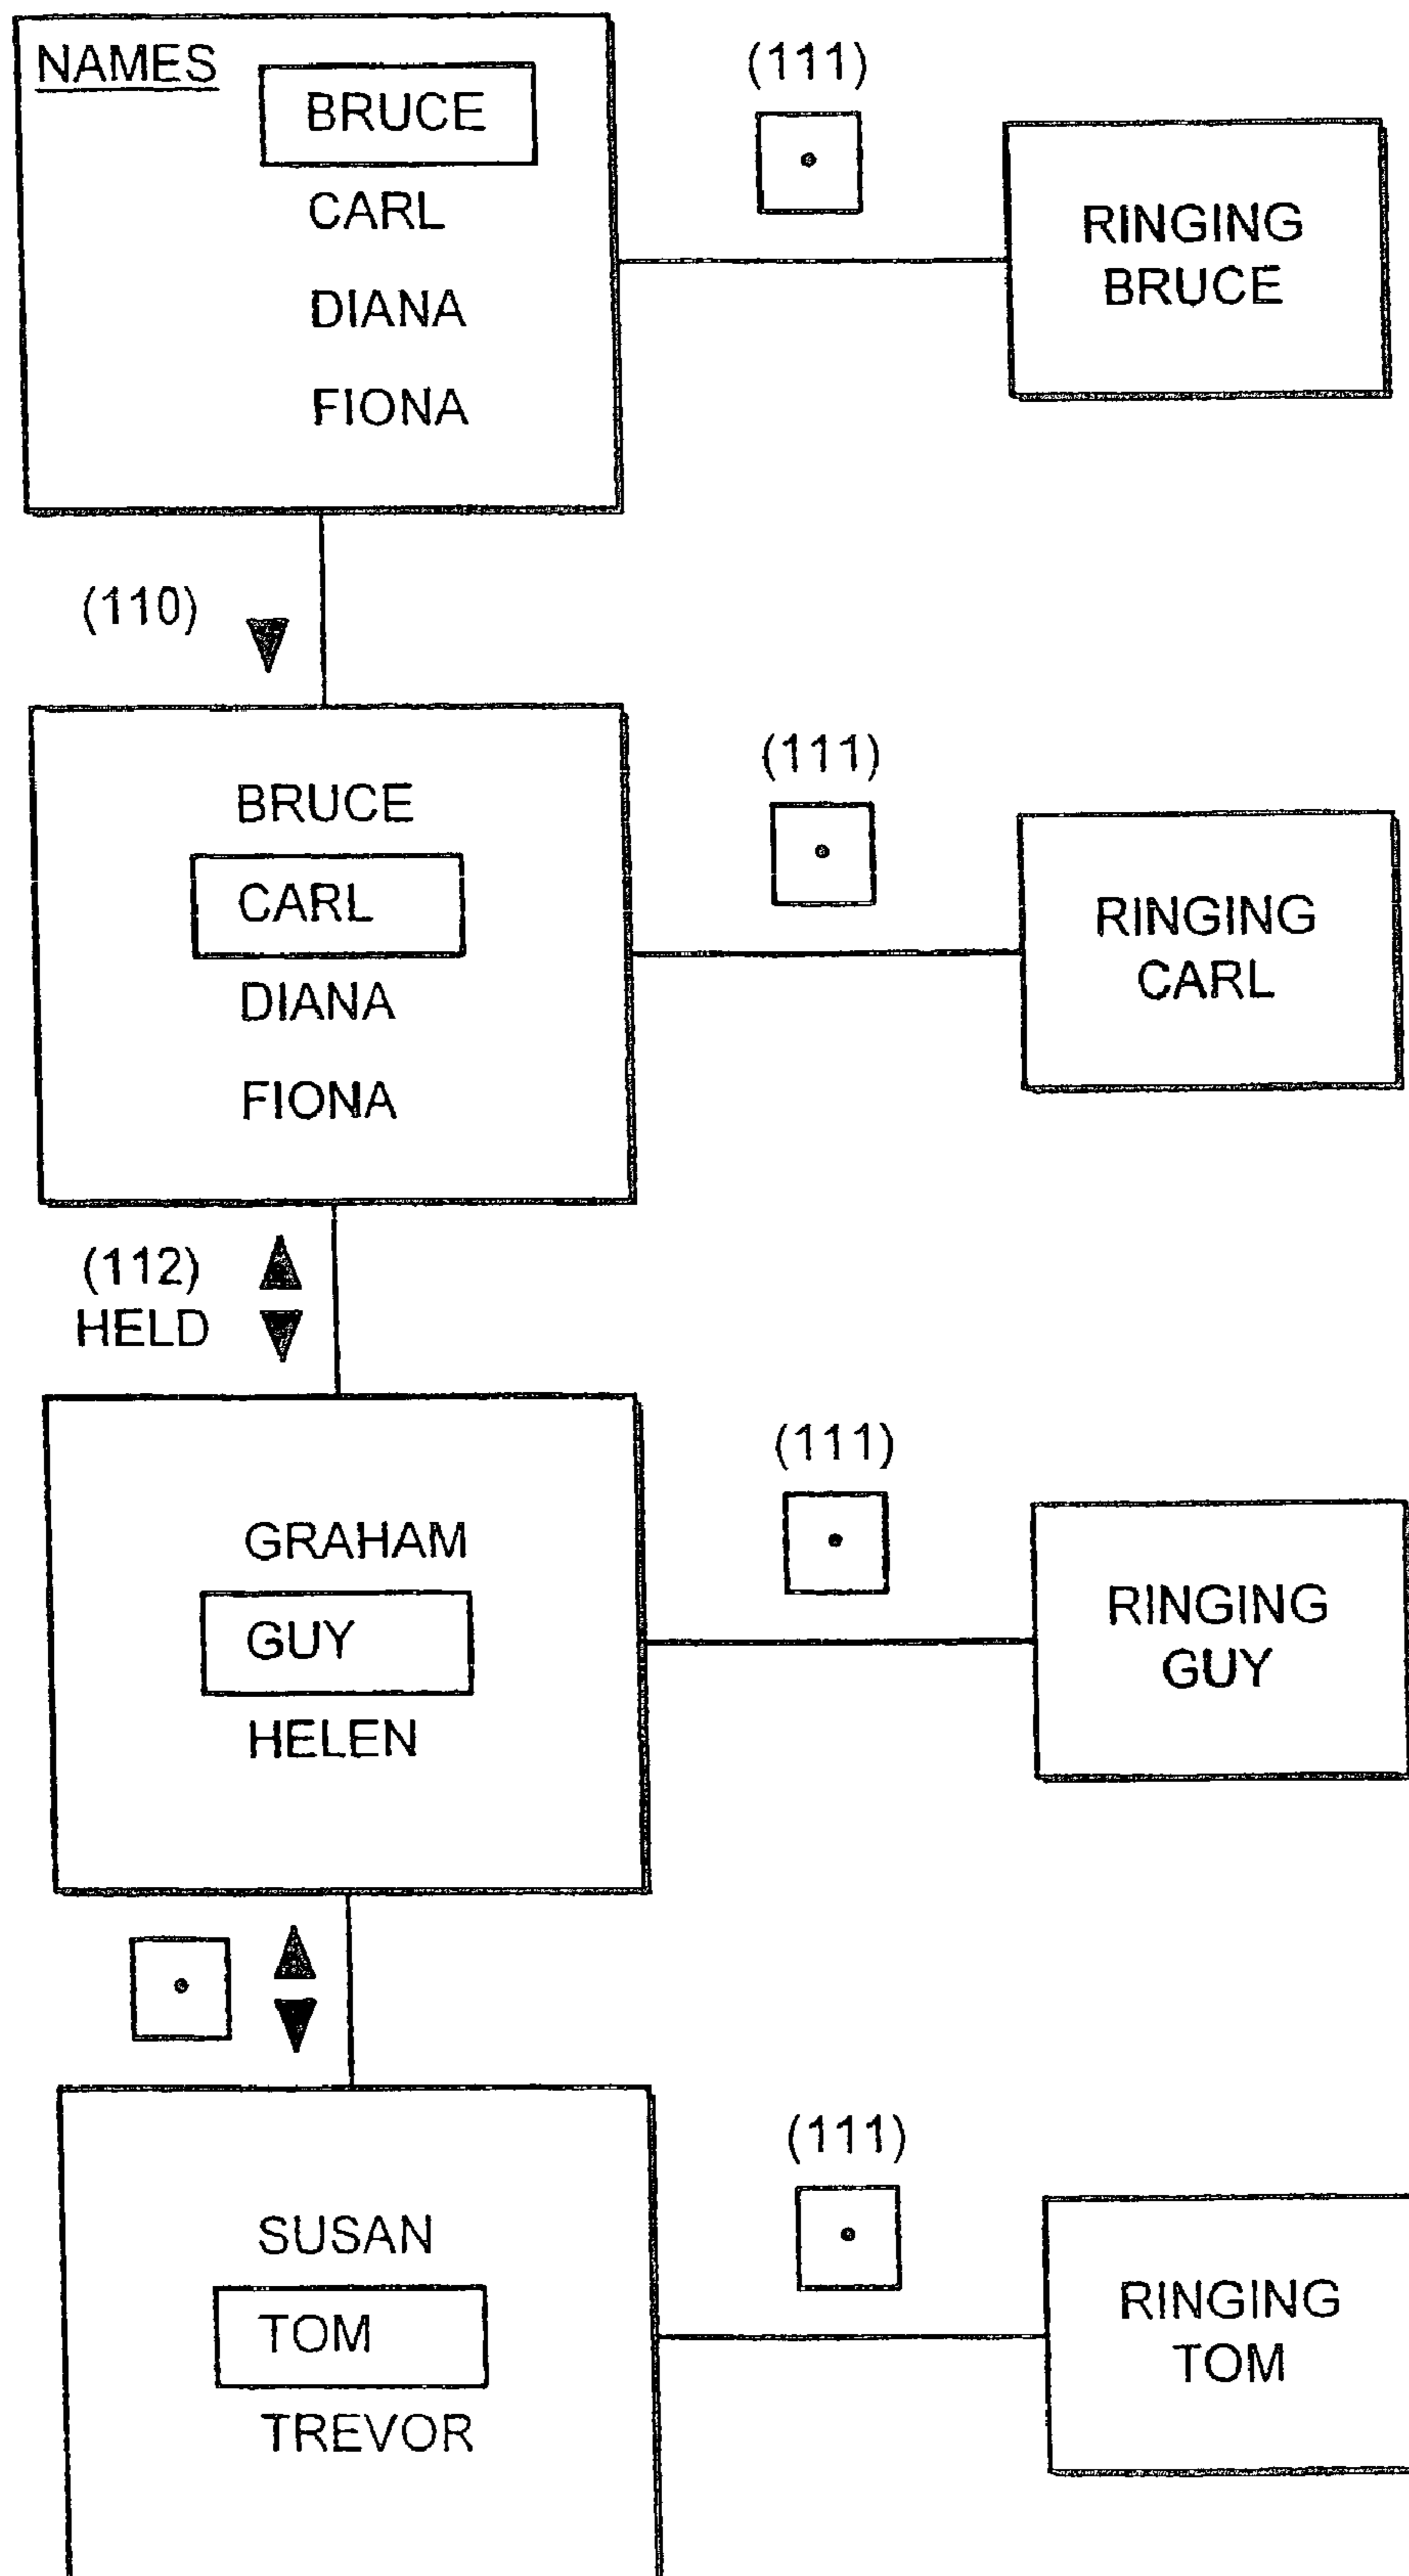 NAMES
BRUCE
CARL
DIANA
FIONA
(111)
RINGING
BRUCE
(110)
BRUCE
CARL
DIANA
FIONA
(111)
RINGING
CARL
(112)
HELD
GRAHAM
GUY
HELEN
(111)
RINGING
GUY
SUSAN
TOM
TREVOR
(111)
RINGING
TOM